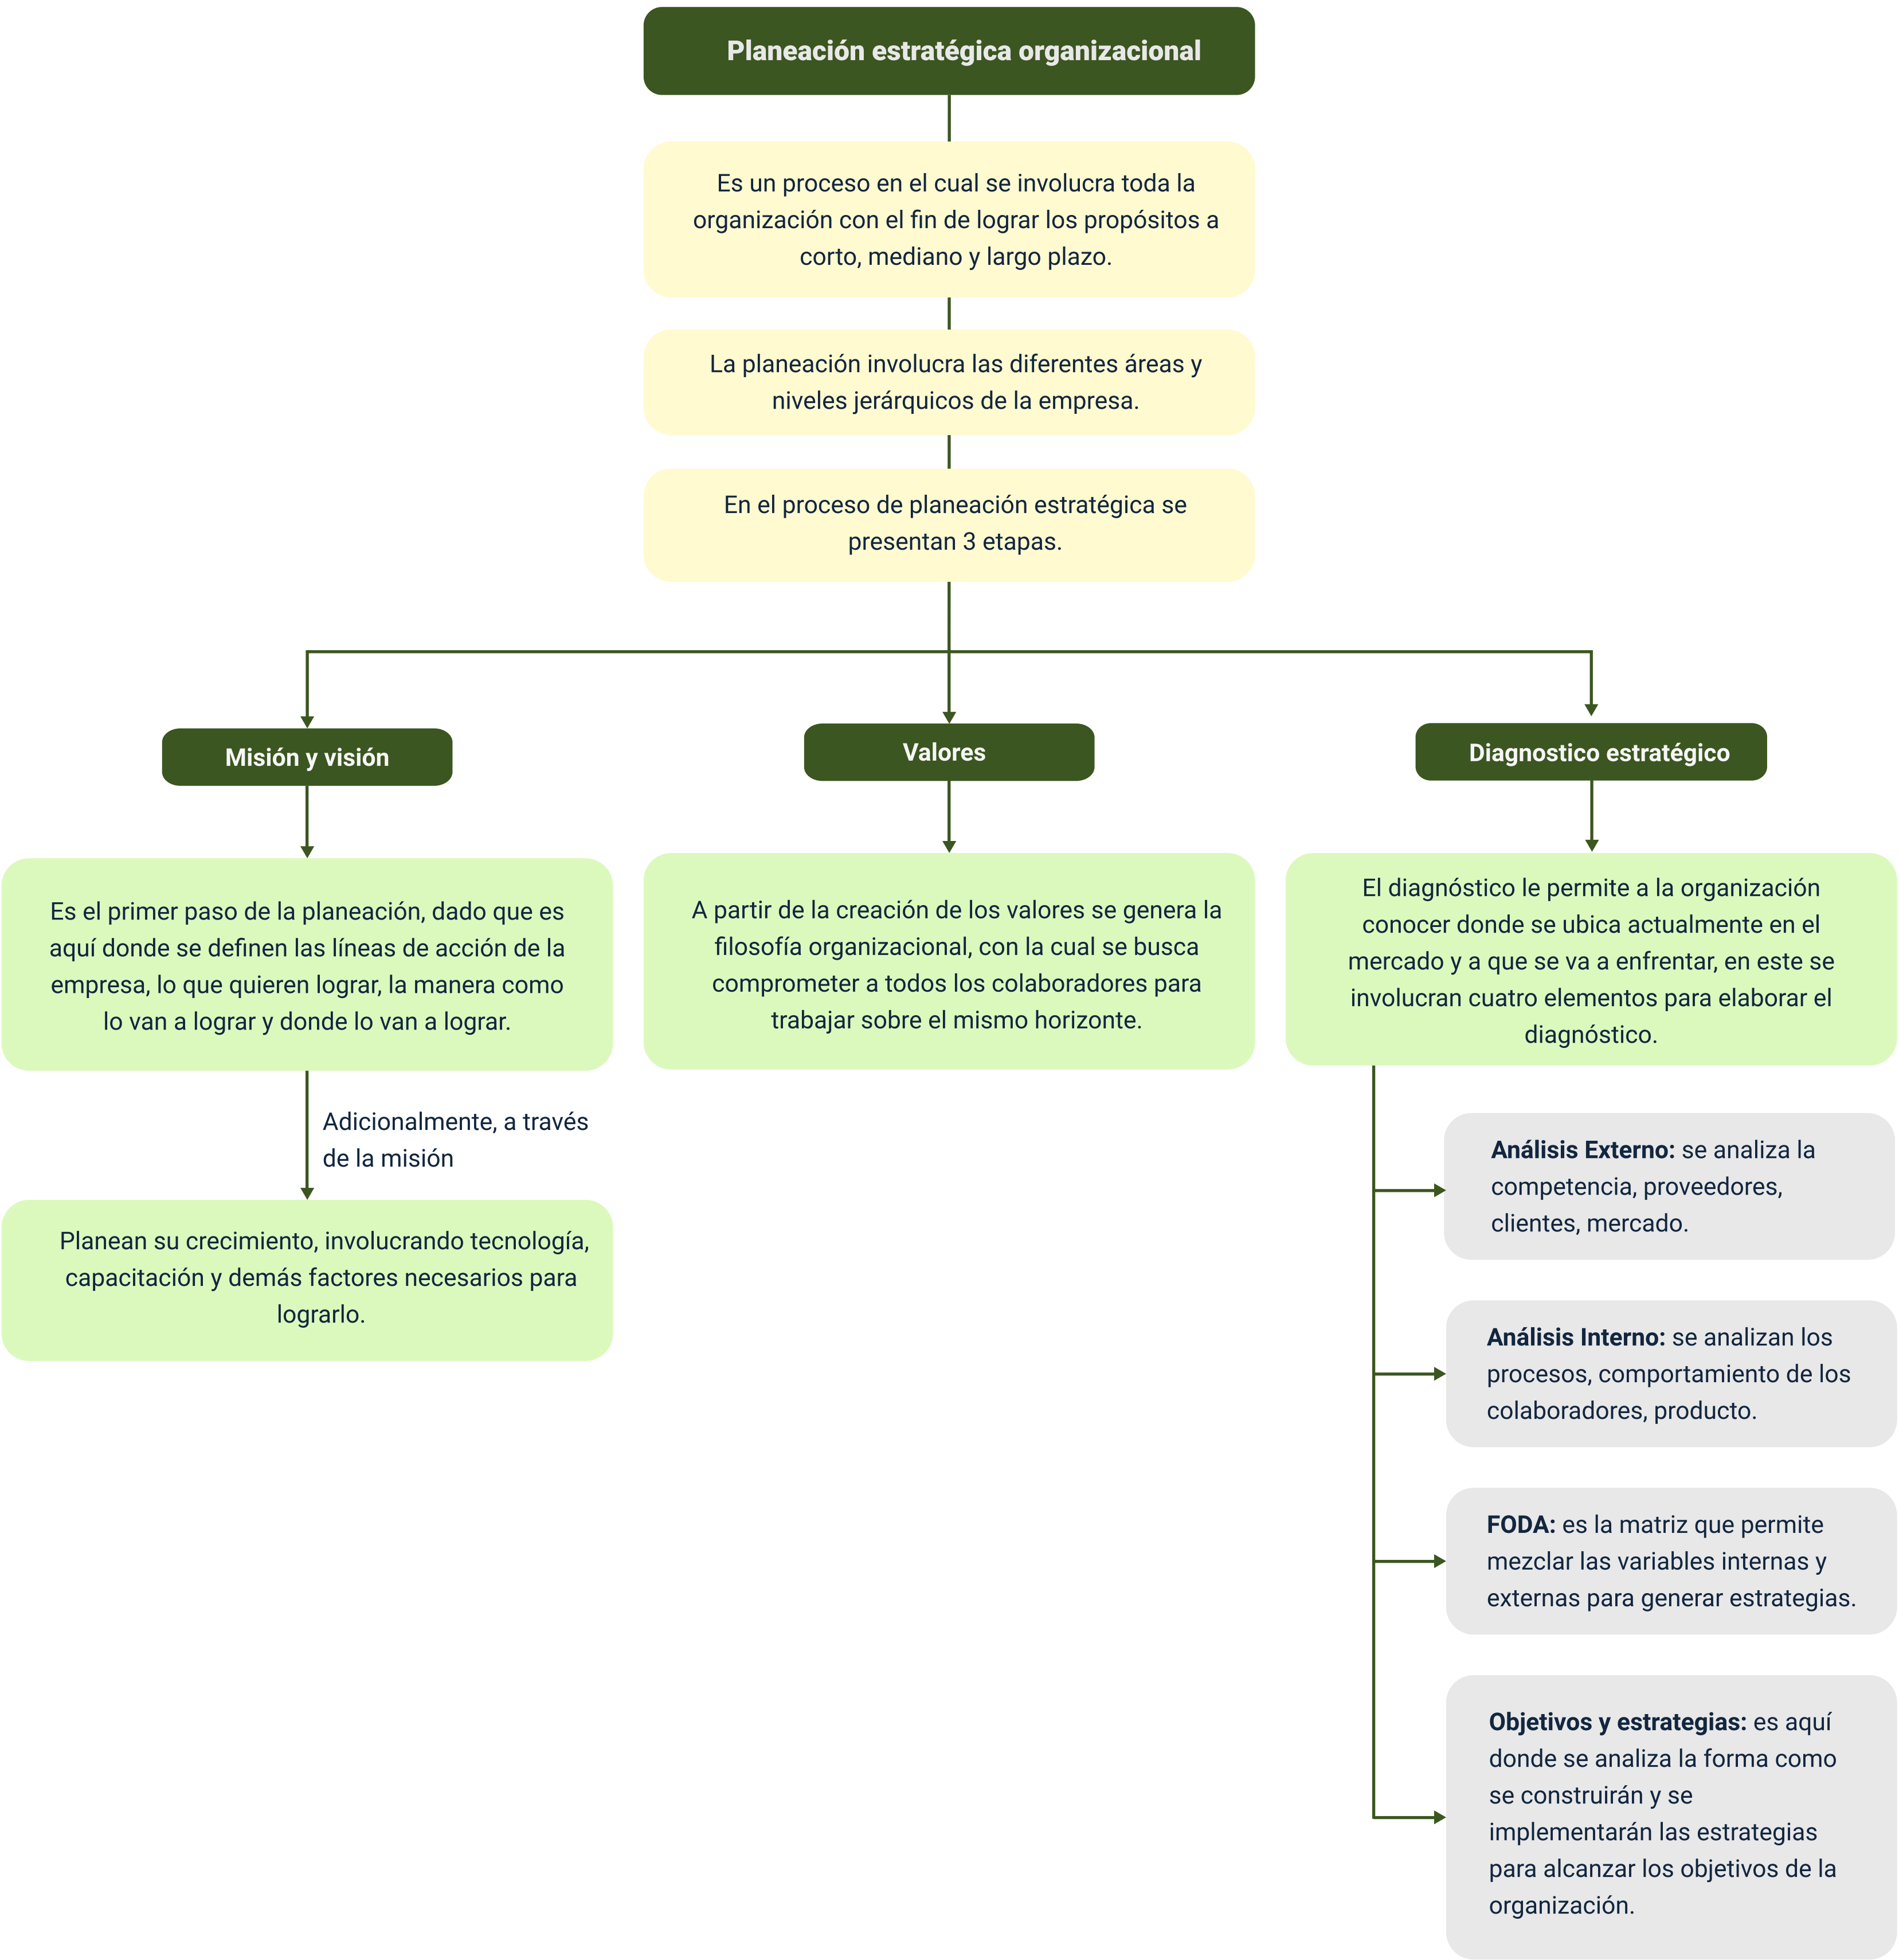 Planeación estratégica organizacional
Es un proceso en el cual se involucra toda la
organización con el fin de lograr los propósitos a
corto, mediano y largo plazo.
La planeación involucra las diferentes áreas y
niveles jerárquicos de la empresa.
En el proceso de planeación estratégica se
presentan 3 etapas.
Misión y visión
Es el primer paso de la planeación, dado que es
aquí donde se definen las líneas de acción de la
empresa, lo que quieren lograr, la manera como
lo van a lograr y donde lo van a lograr.
Adicionalmente, a través
de la misión
Planean su crecimiento, involucrando tecnología,
capacitación y demás factores necesarios para
lograrlo.
Valores
A partir de la creación de los valores se genera la
filosofía organizacional, con la cual se busca
comprometer a todos los colaboradores para
trabajar sobre el mismo horizonte.
Diagnostico estratégico
El diagnóstico le permite a la organización
conocer donde se ubica actualmente en el
mercado y a que se va a enfrentar, en este se
involucran cuatro elementos para elaborar el
diagnóstico.
Análisis Externo: se analiza la
competencia, proveedores,
clientes, mercado.
Análisis Interno: se analizan los
procesos, comportamiento de los
colaboradores, producto.
FODA: es la matriz que permite
mezclar las variables internas y
externas para generar estrategias.
Objetivos y estrategias: es aquí
donde se analiza la forma como
se construirán y se
implementarán las estrategias
para alcanzar los objetivos de la
organización.